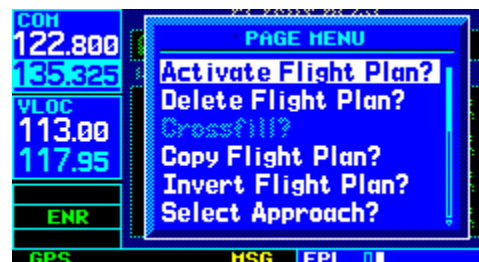 COM
122.800
135.325
VLOC
113.00
117.95
ENR
GPS
MSG
FPL
PAGE MENU
Activate Flight Plan?
Delete Flight Plan?
Crossfill?
Copy Flight Plan?
Invert Flight Plan?
Select Approach?